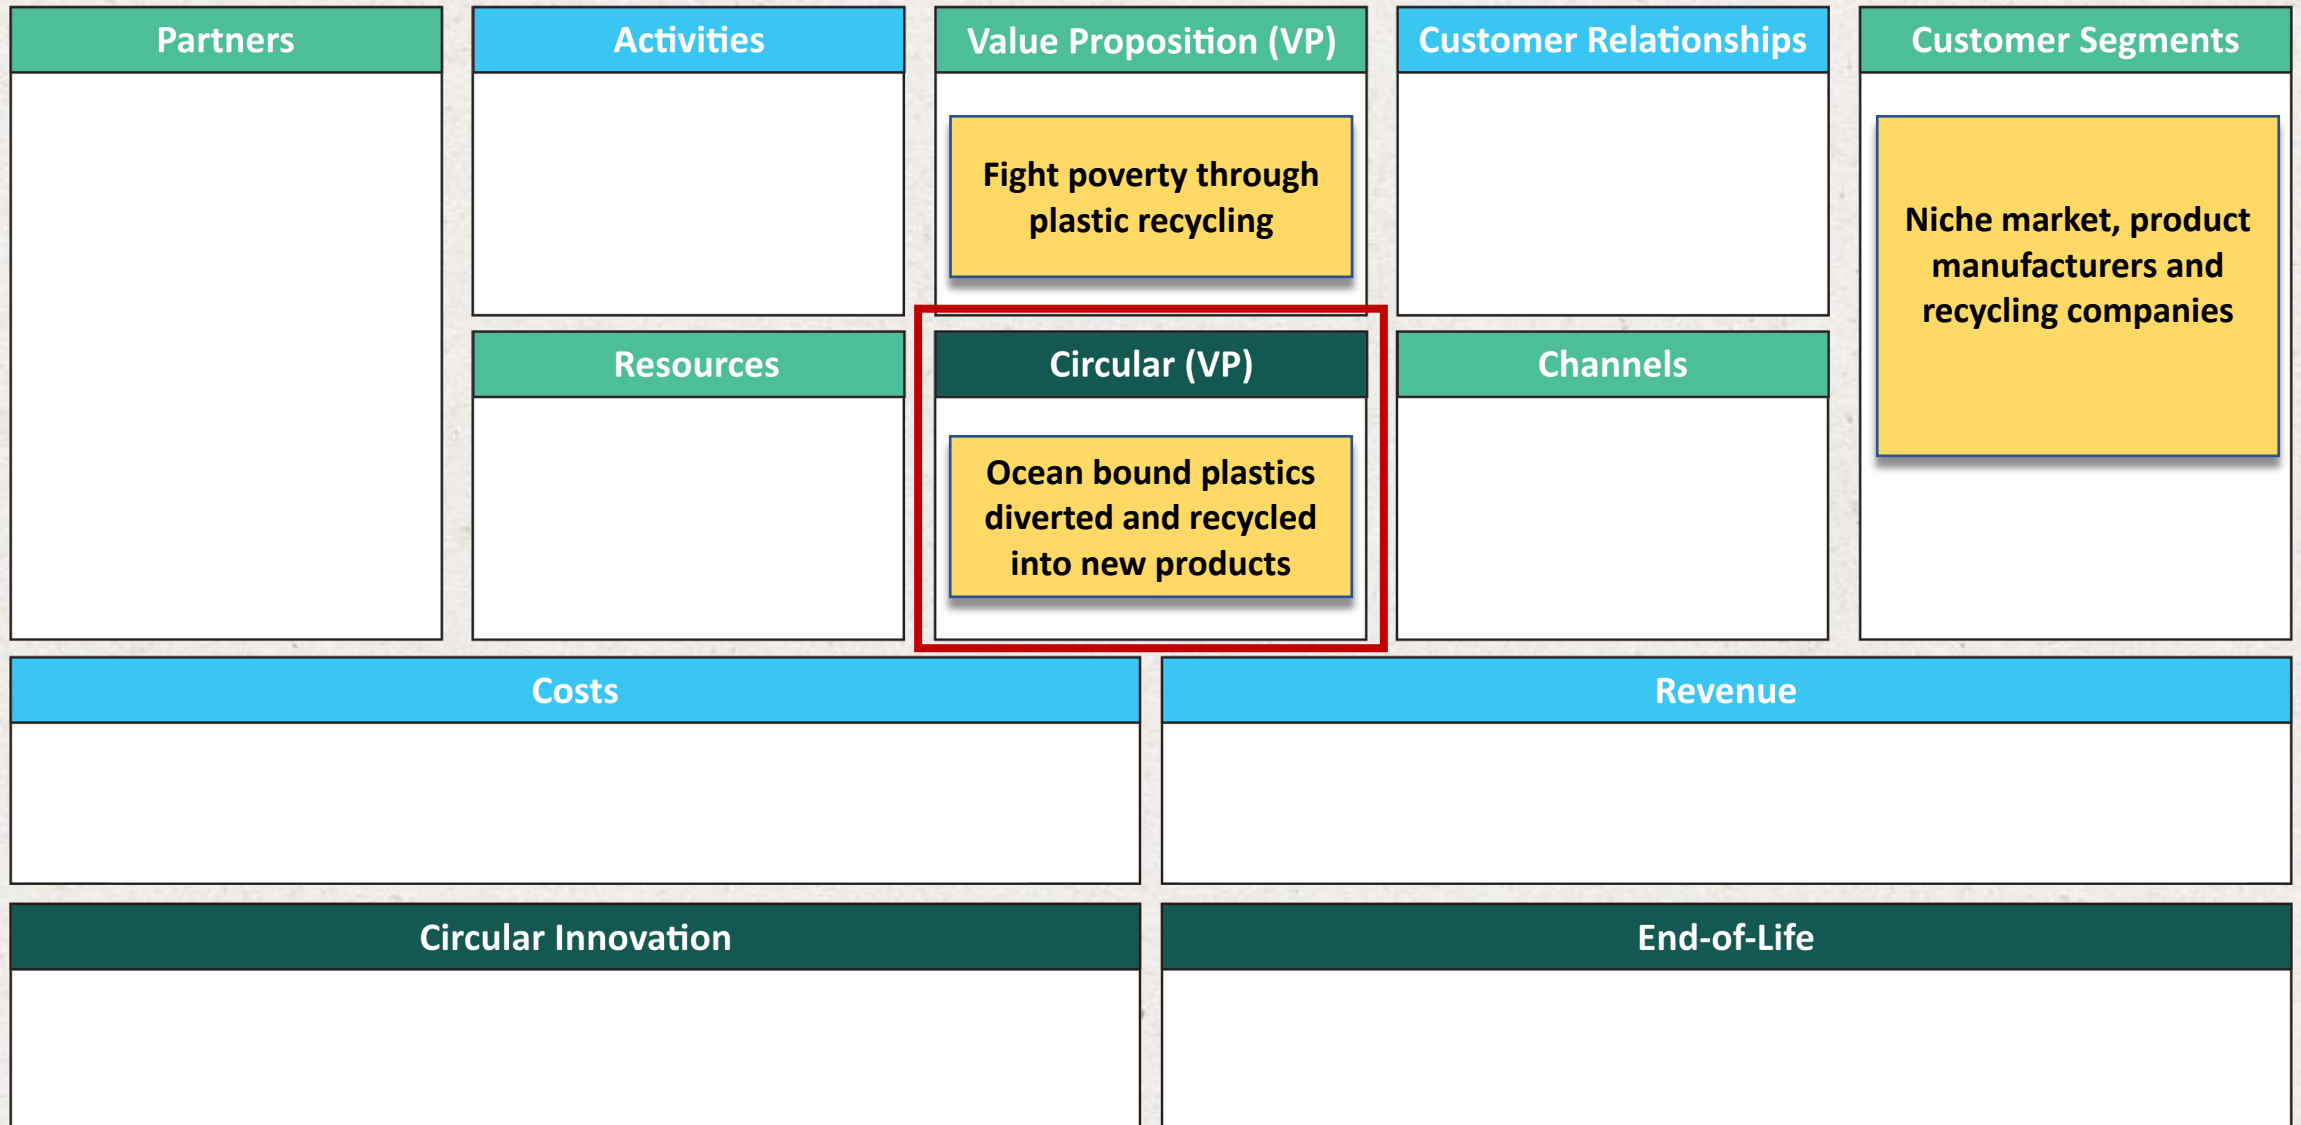 Partners
Activities
Value Proposition (VP)
Customer Relationships
Customer Segments
Fight poverty through
plastic recycling
Niche market, product
manufacturers and
recycling companies
Resources
Circular (VP)
Channels
Ocean bound plastics
diverted and recycled
into new products
Costs
Revenue
Circular Innovation
End-of-Life